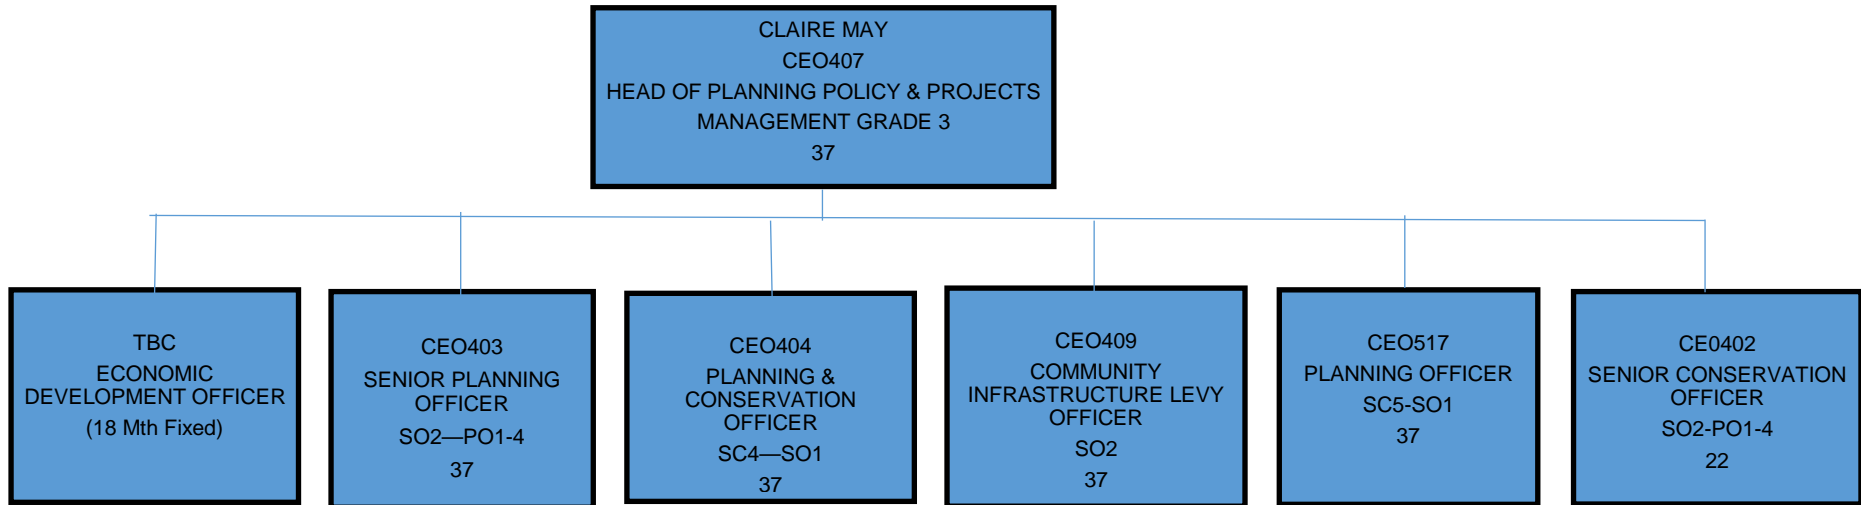 CLAIRE MAY
CEO407
HEAD OF PLANNING POLICY & PROJECTS
MANAGEMENT GRADE 3
37
TBC
ECONOMIC
DEVELOPMENT OFFICER
(18 Mth Fixed)
CEO403
SENIOR PLANNING
OFFICER
SO2—PO1-4
37
CEO404
PLANNING &
CONSERVATION
OFFICER
SC4—SO1
37
CEO409
COMMUNITY
INFRASTRUCTURE LEVY
OFFICER
SO2
37
CEO517
PLANNING OFFICER
SC5-SO1
37
CE0402
SENIOR CONSERVATION
OFFICER
SO2-PO1-4
22